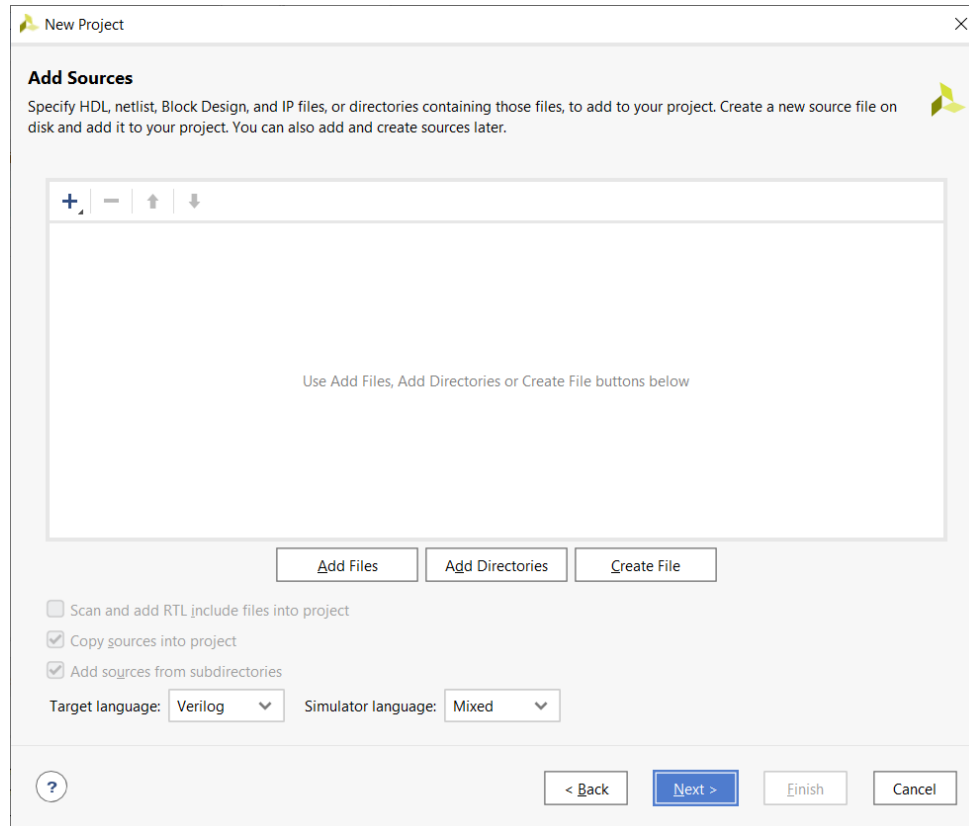 New Project
Add Sources
Specify HDL, netlist, Block Design, and IP files, or directories containing those files, to add to your project. Create a new source file on
disk and add it to your project. You can also add and create sources later.
Use Add Files, Add Directories or Create File buttons below
Add Files
Add Directories
Create File
Scan and add RTL include files into project
Copy sources into project
Add sources from subdirectories
Target language: Verilog Simulator language: Mixed
? < Back Next > Finish Cancel